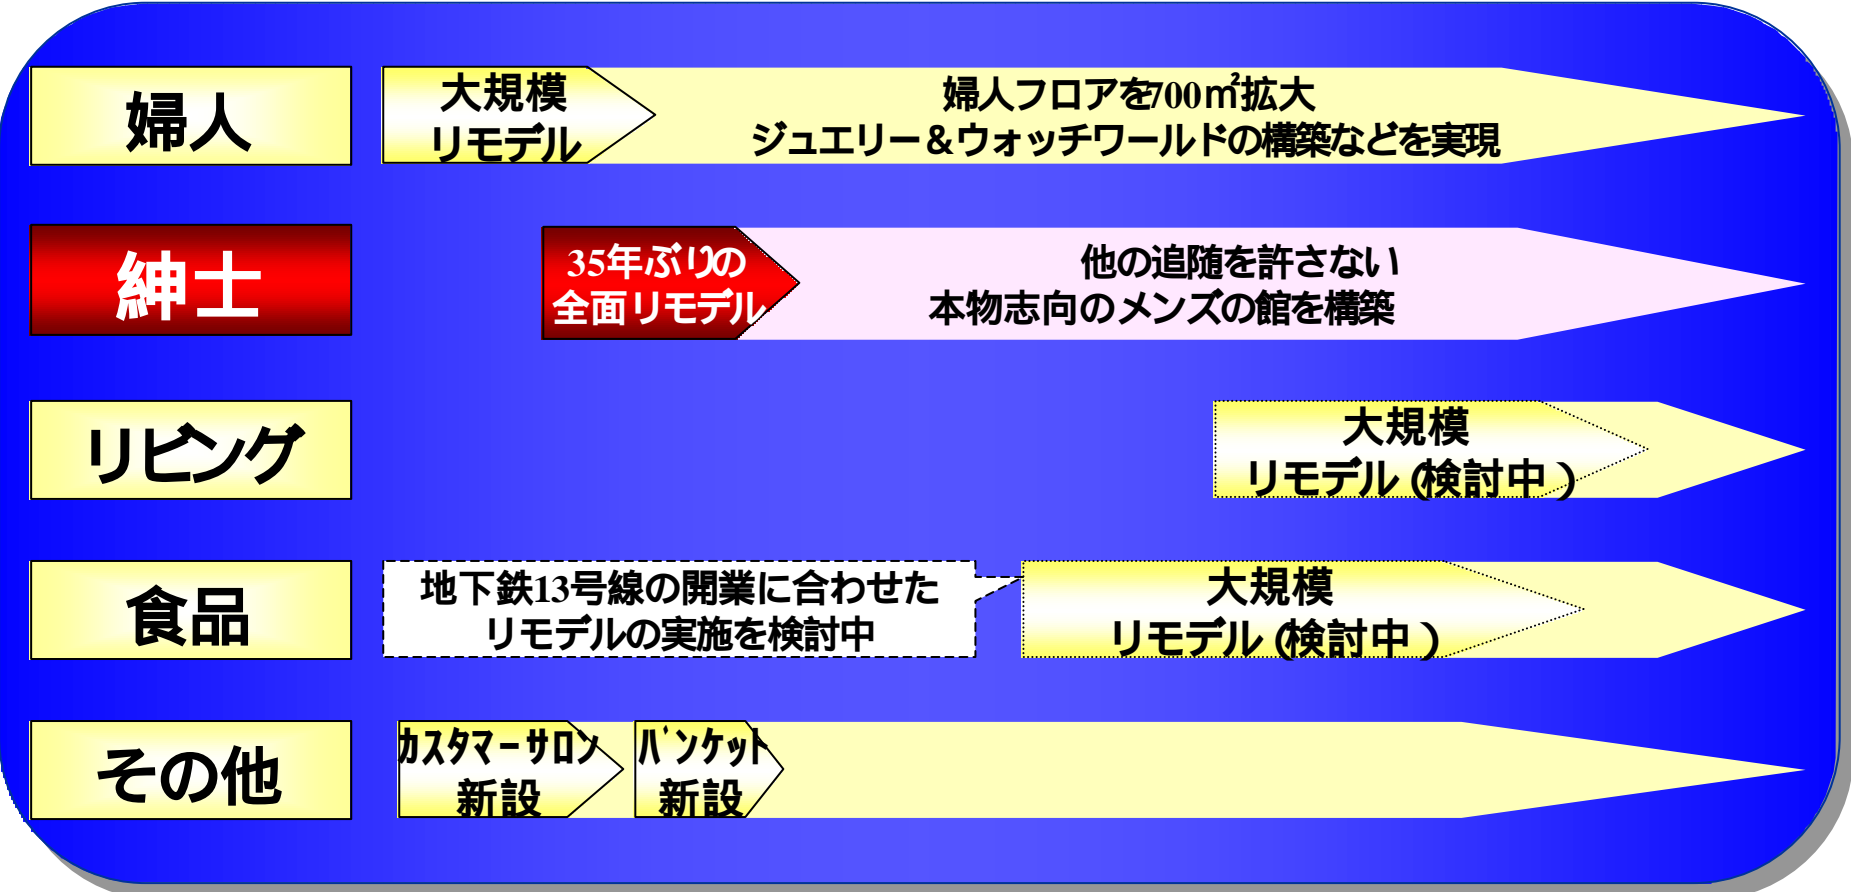 婦人
大規模
リモデル
婦人フロアを700㎡拡大
ジュエリー＆ウォッチワールドの構築などを実現
紳士
35年ぶりの
全面リモデル
他の追随を許さない
本物志向のメンズの館を構築
リビング
大規模
リモデル（検討中）
食品
地下鉄13号線の開業に合わせた
リモデルの実施を検討中
大規模
リモデル（検討中）
その他
ｶｽﾀﾏｰｻﾛﾝ
新設
ﾊﾞﾝｹｯﾄ
新設